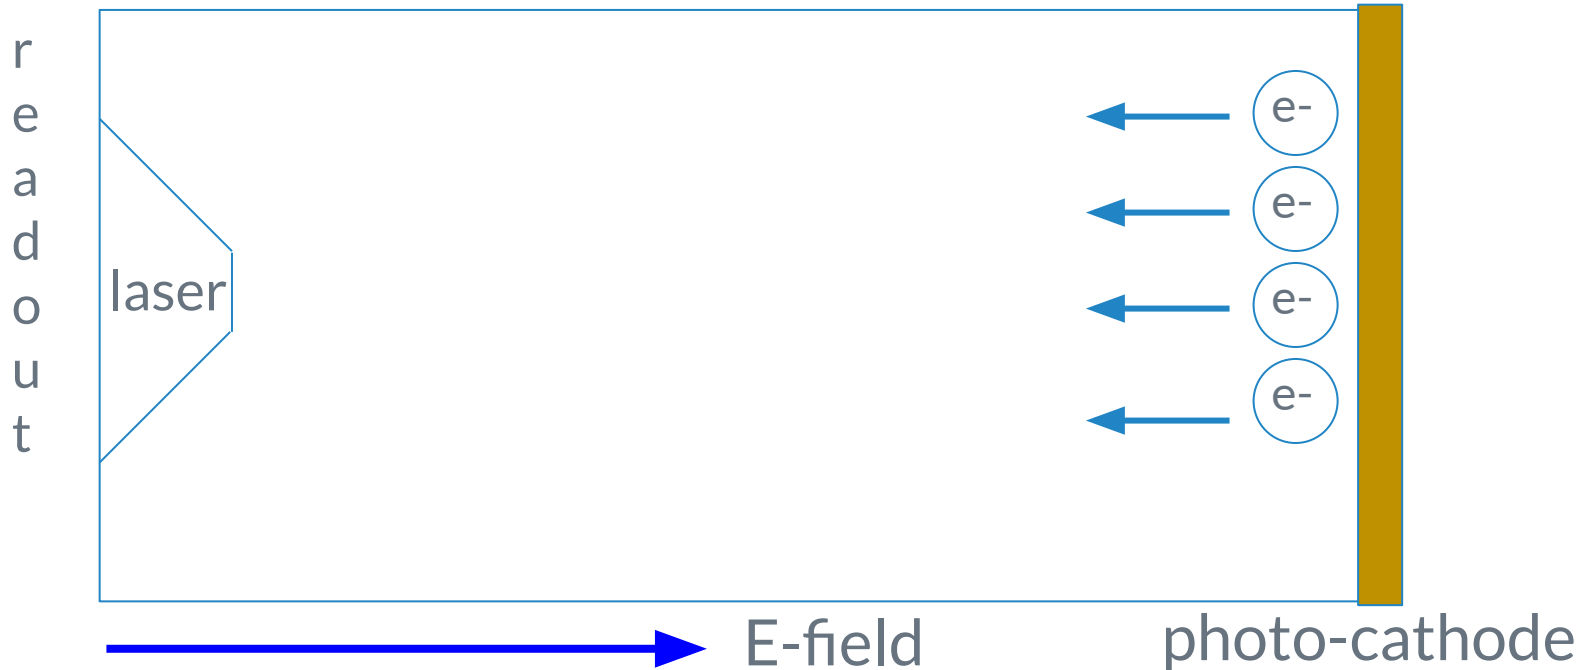 readout
laser
e-
e-
e-
e-
E-field
photo-cathode